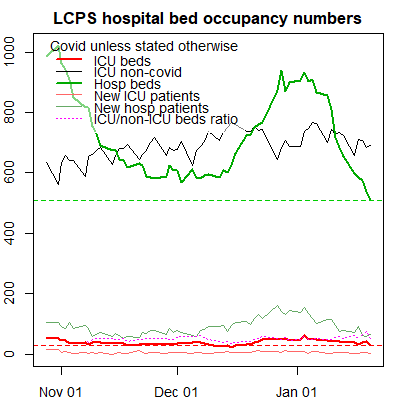 LCPS hospital bed occupancy numbers
Covid unless stated otherwise
ICU beds
ICU non-covid
Hosp beds
New ICU patients
New hosp patients
ICU/non-ICU beds ratio
1000
800
600
400
200
0
Nov 01 Dec 01 Jan 01